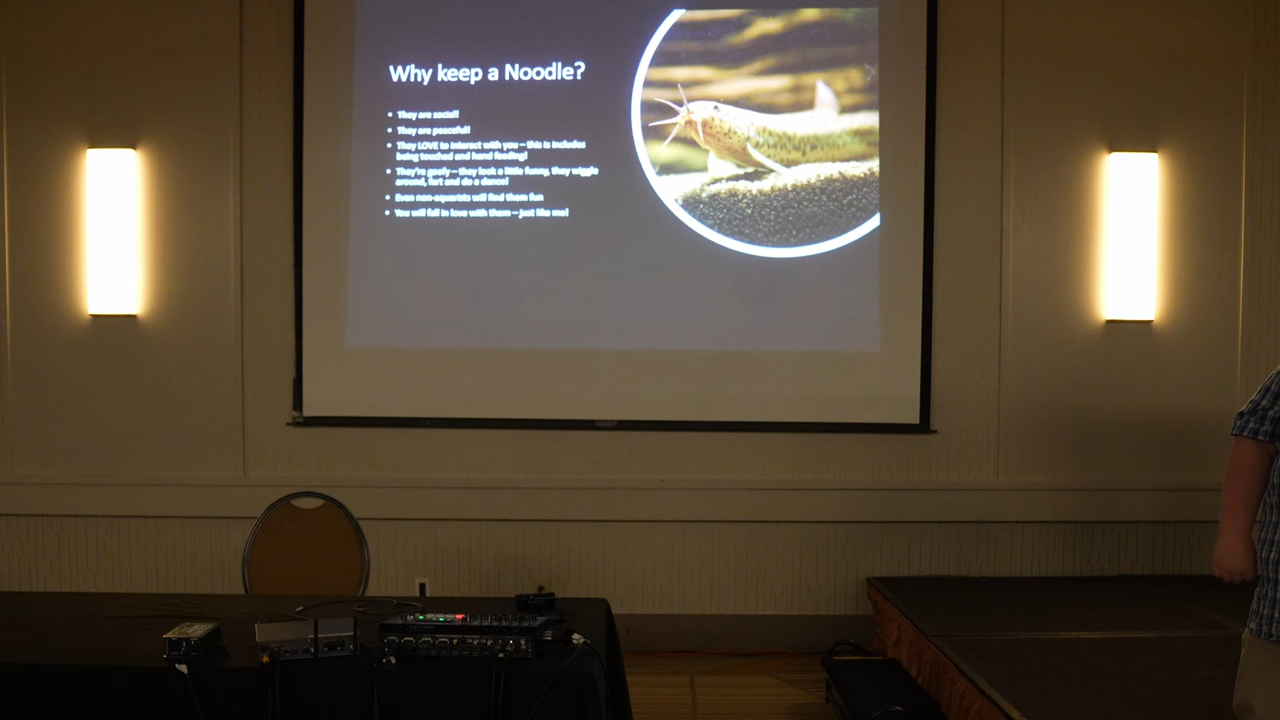 Why keep a Noodle?
• They are social!
• They are peaceful!
• They LOVE to interact with you – this is includes
being touched and hand feeding!
• They're goofy – they look a little funny, they wiggle
around, fart and do a dance!
• Even non-aquarists will find them fun
• You will fall in love with them – just like me!